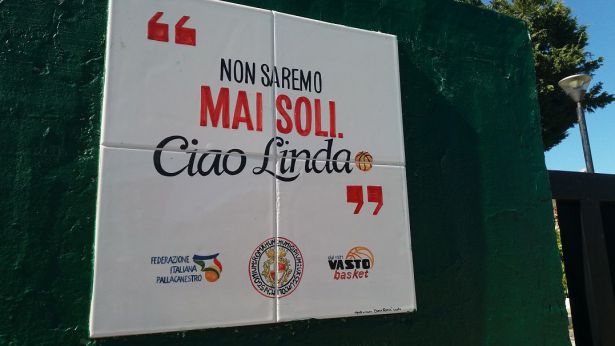 “
NON SAREMO
MAI SOLI.
Ciao Linda
”
FEDERAZIONE
ITALIANA
PALLACANESTRO
VASTO
basket